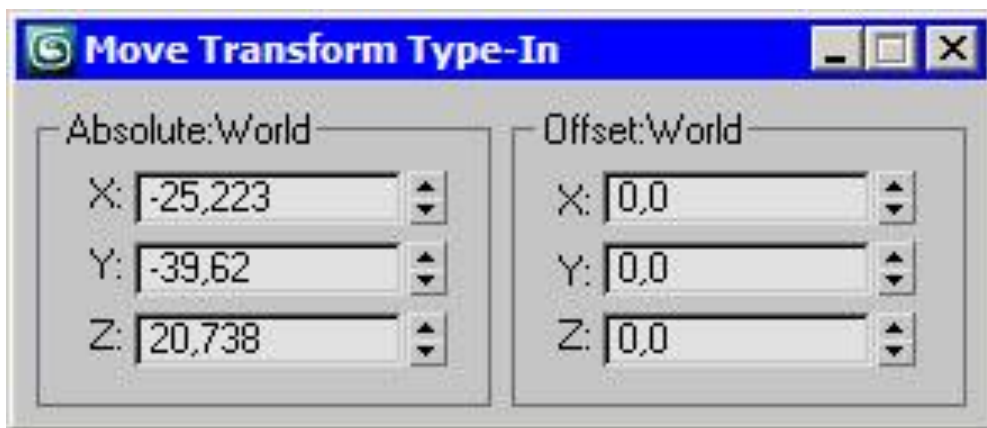 Move Transform Type-In
Absolute:World
X: -25,223
Y: -39,62
Z: 20,738
Offset:World
X: 0,0
Y: 0,0
Z: 0,0